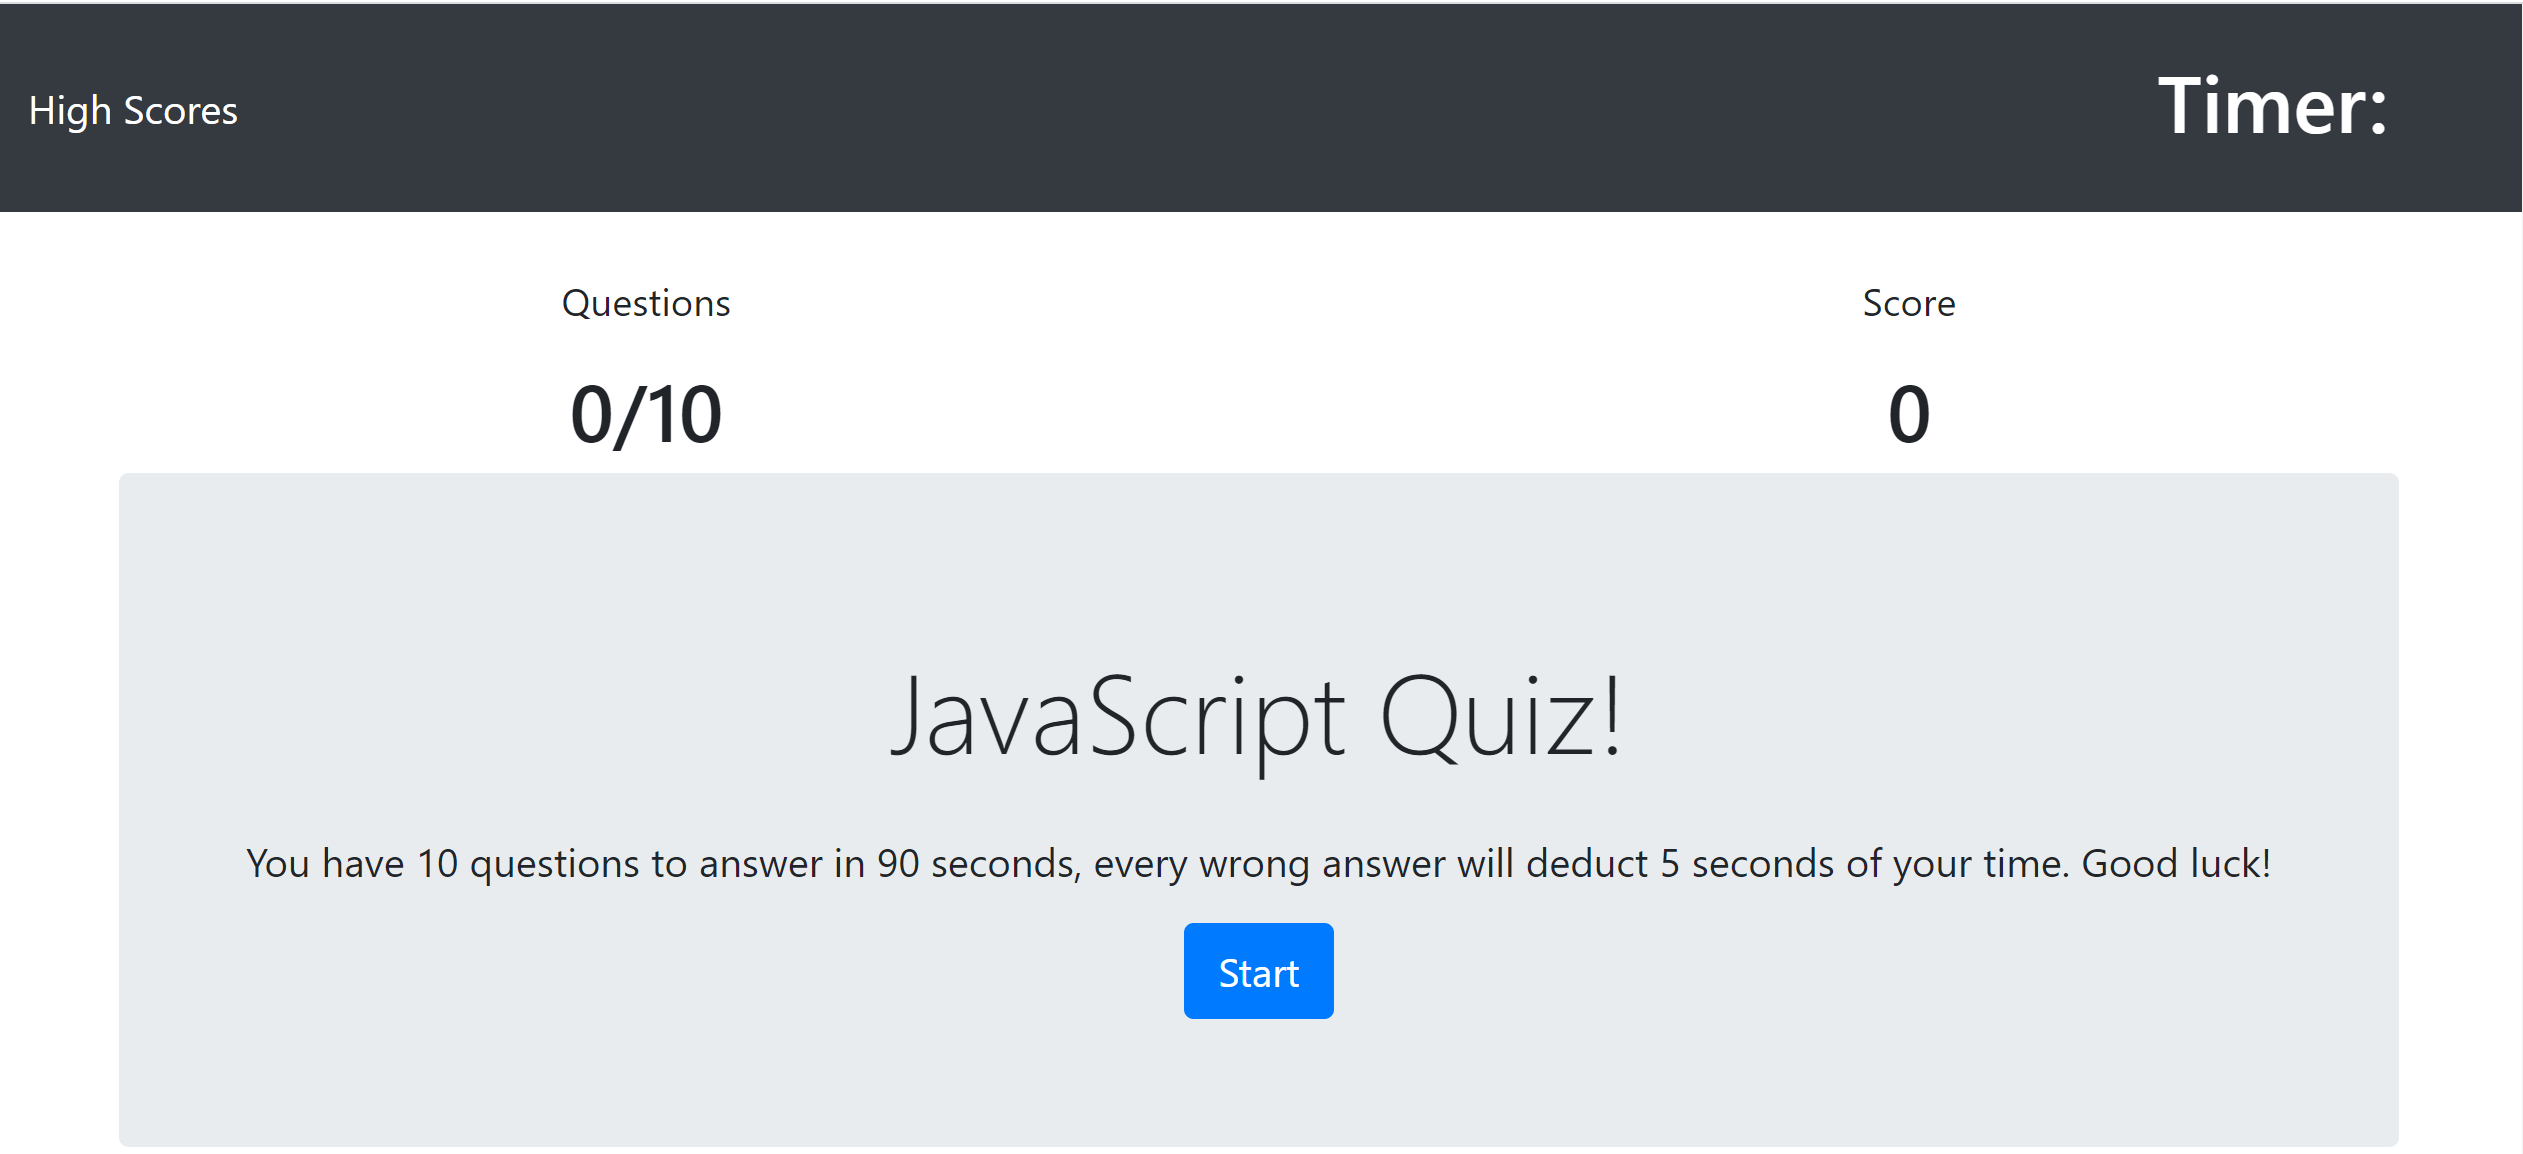 High Scores
Timer:
Questions
Score
0/10
0
JavaScript Quiz!
You have 10 questions to answer in 90 seconds, every wrong answer will deduct 5 seconds of your time. Good luck!
Start